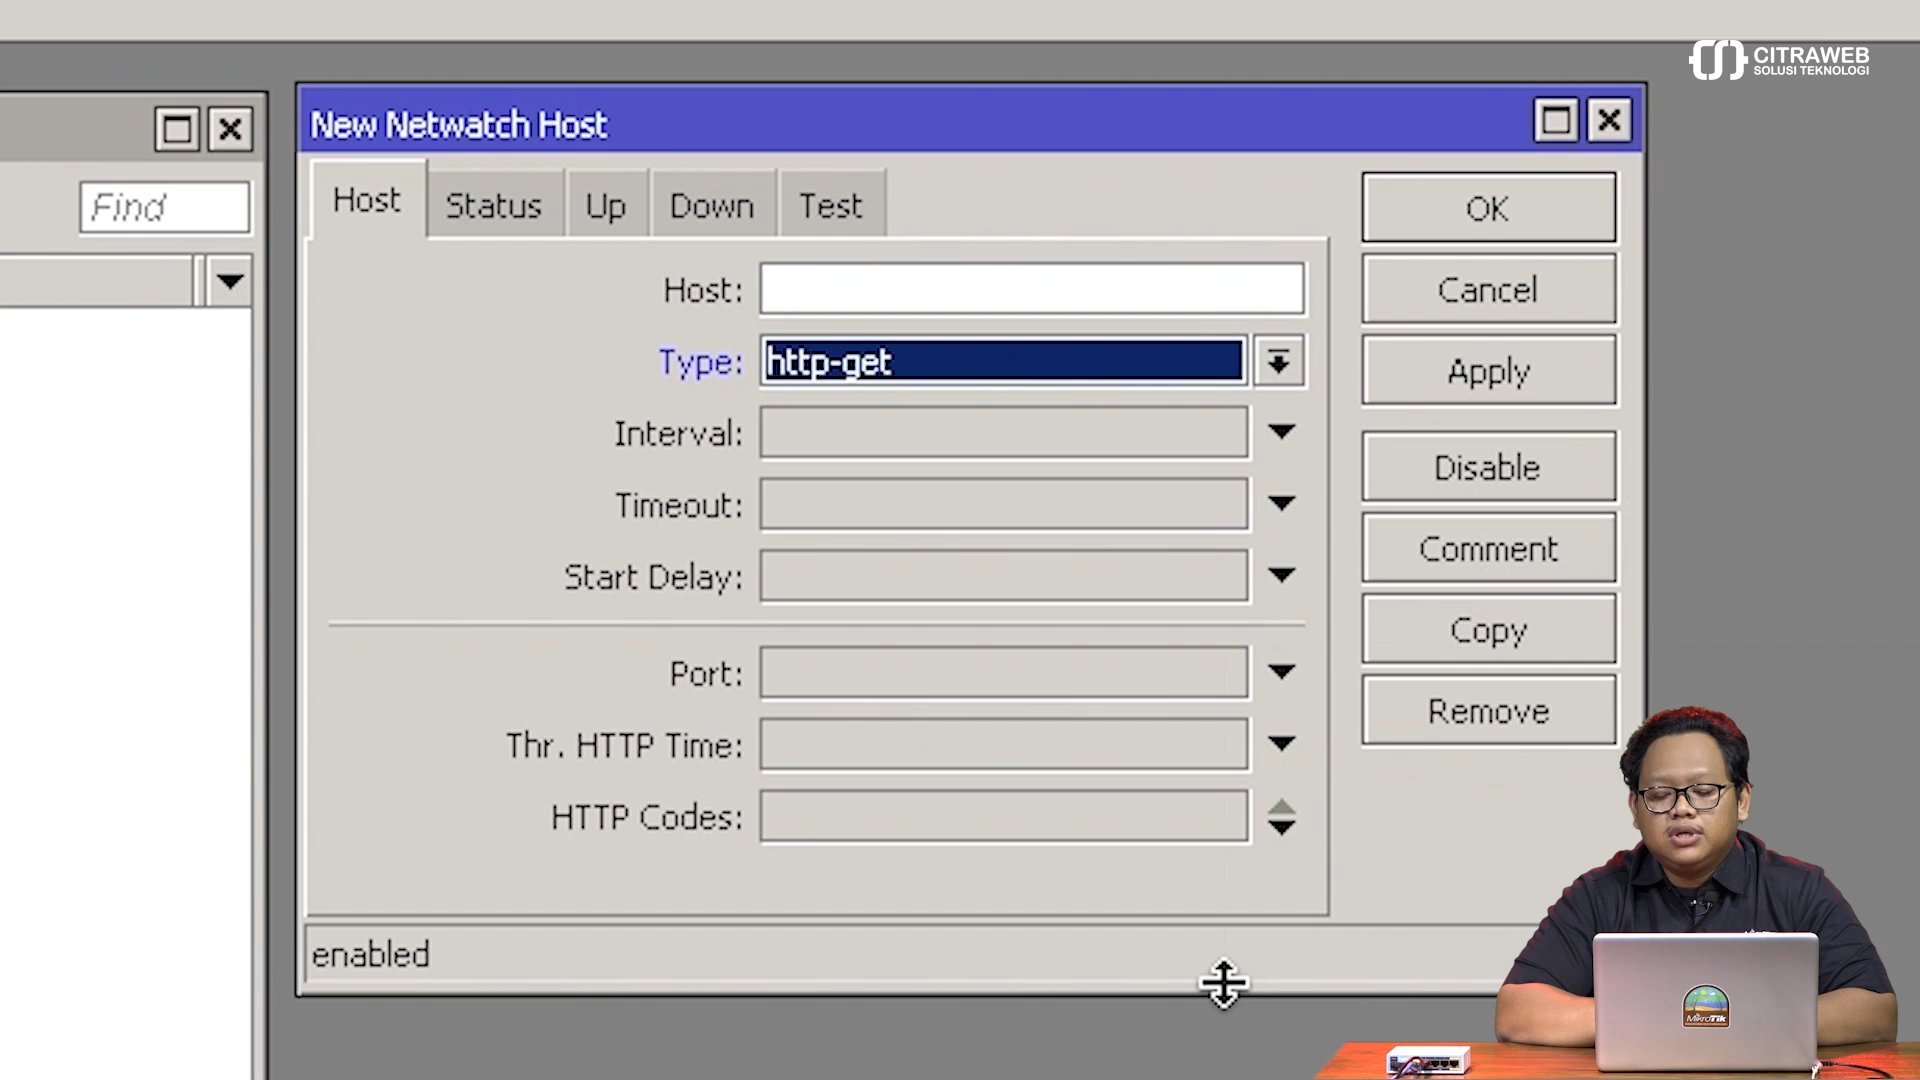 CITRAWEB
SOLUSI TEKNOLOGI
New Netwatch Host
Find
Host
Status
Up
Down
Test
Host:
Type:
http-get
Interval:
Timeout:
Start Delay:
Port:
Thr. HTTP Time:
HTTP Codes:
enabled
OK
Cancel
Apply
Disable
Comment
Copy
Remove
MikroTik